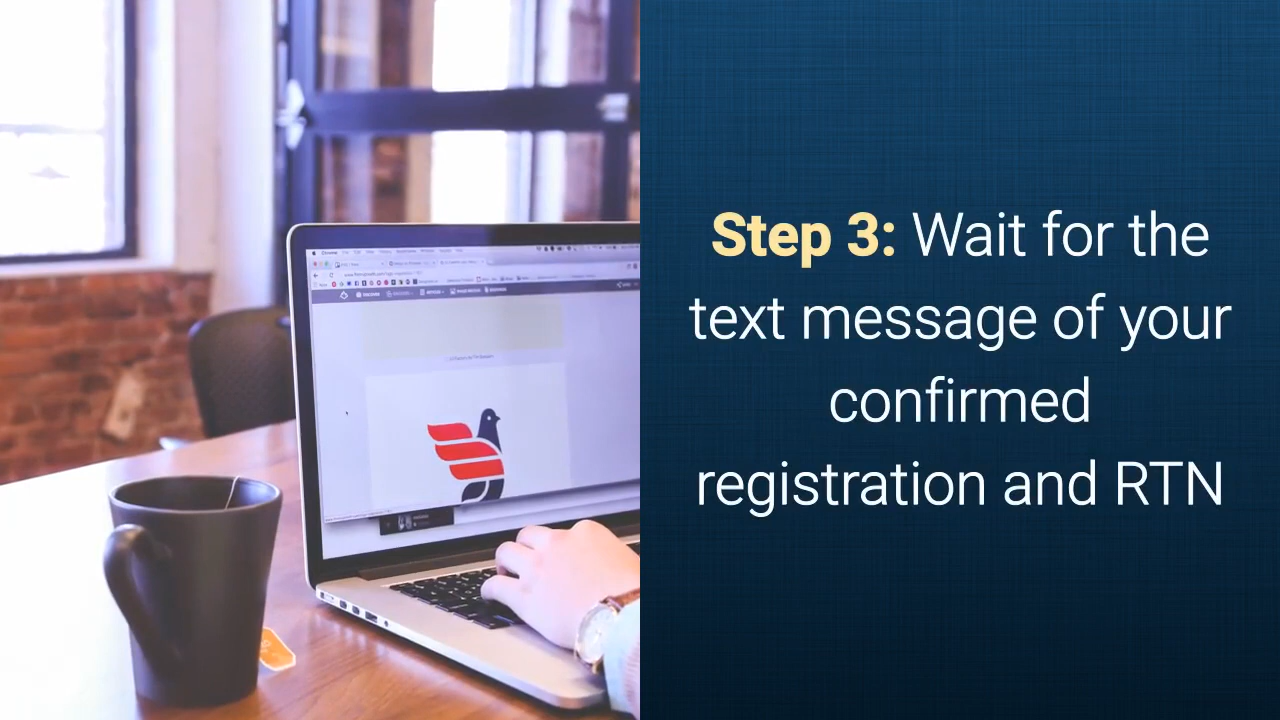 Step 3: Wait for the
text message of your
confirmed
registration and RTN